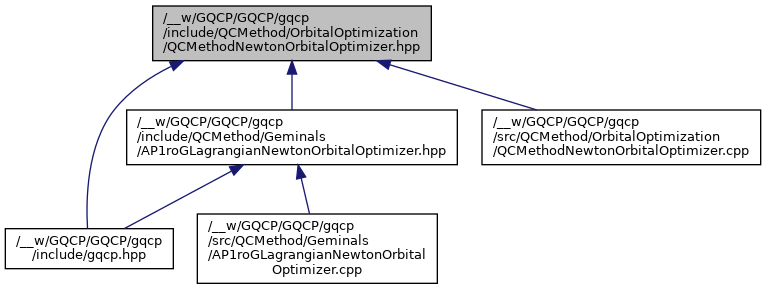 /__w/GQCP/GQCP/gqcp
/include/QCMethod/OrbitalOptimization
/QCMethodNewtonOrbitalOptimizer.hpp
/__w/GQCP/GQCP/gqcp
/include/QCMethod/Geminals
/AP1roGLagrangianNewtonOrbitalOptimizer.hpp
/__w/GQCP/GQCP/gqcp
/src/QCMethod/OrbitalOptimization
/QCMethodNewtonOrbitalOptimizer.cpp
/__w/GQCP/GQCP/gqcp
/include/gqcp.hpp
/__w/GQCP/GQCP/gqcp
/src/QCMethod/Geminals
/AP1roGLagrangianNewtonOrbital
Optimizer.cpp